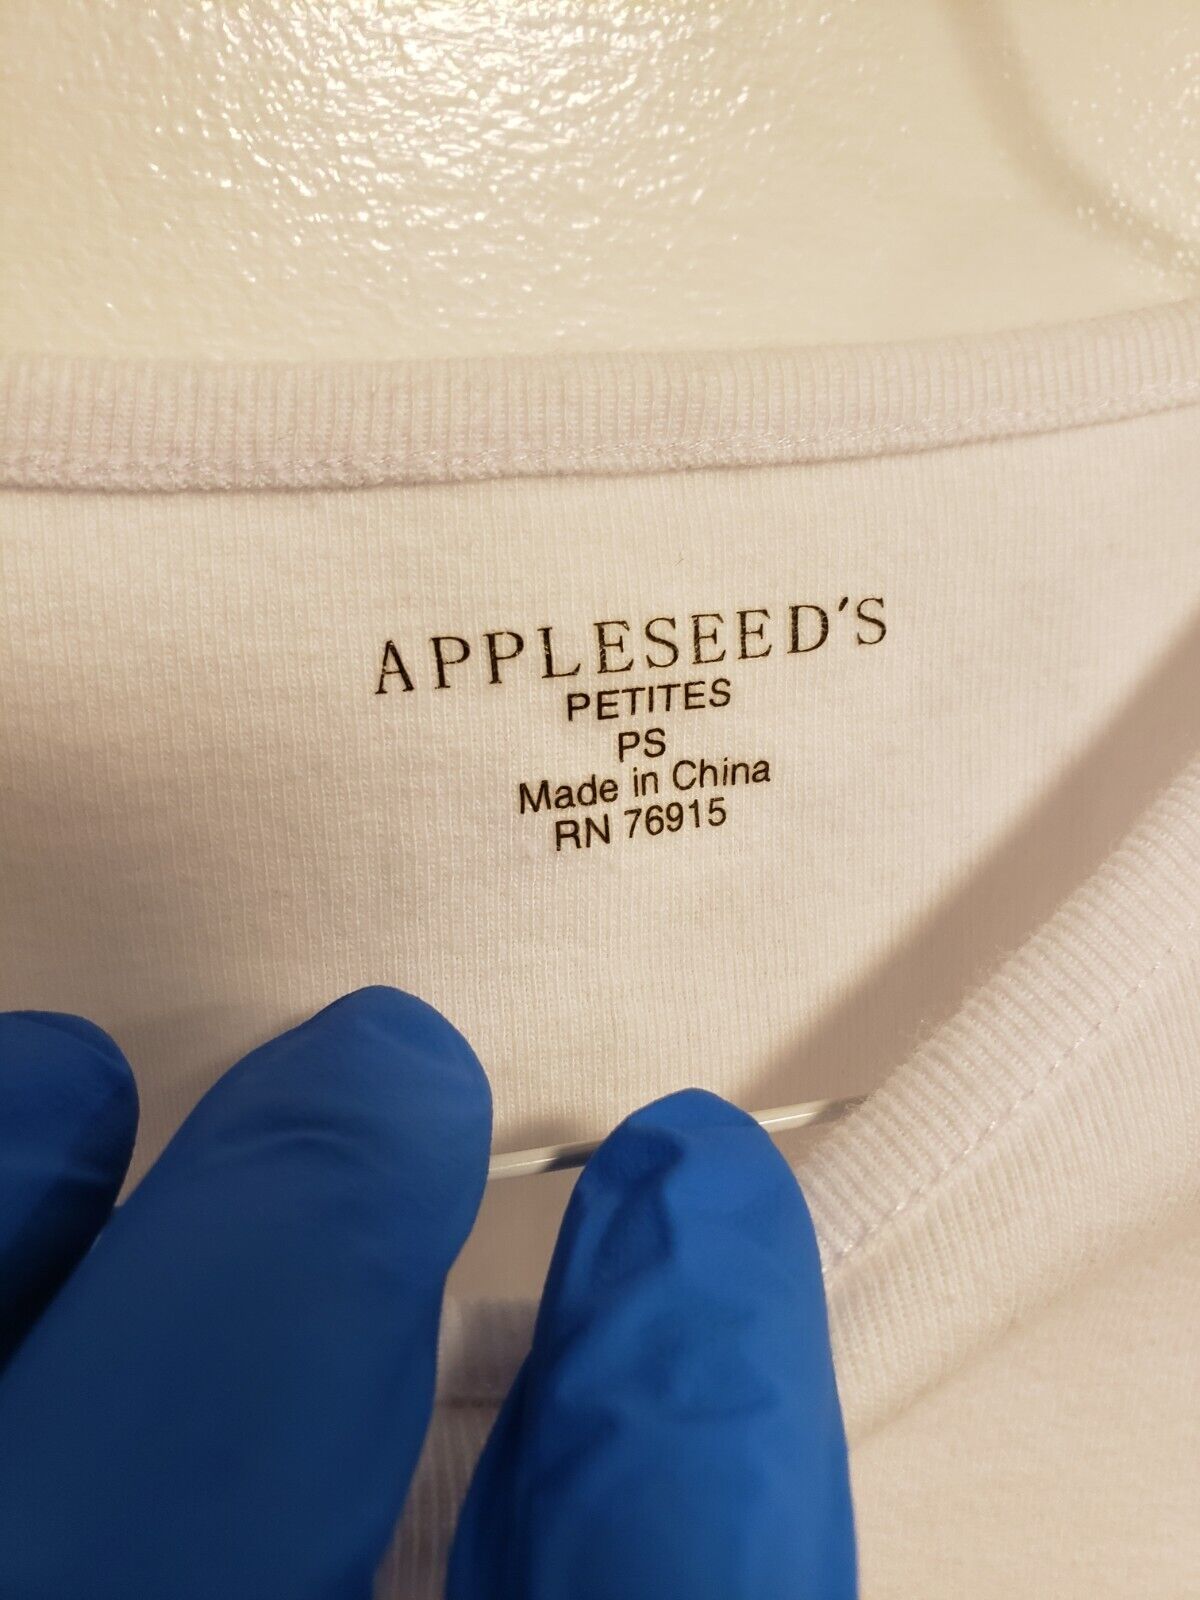 APPLESEED'S
PETITES
PS
Made in China
RN 76915